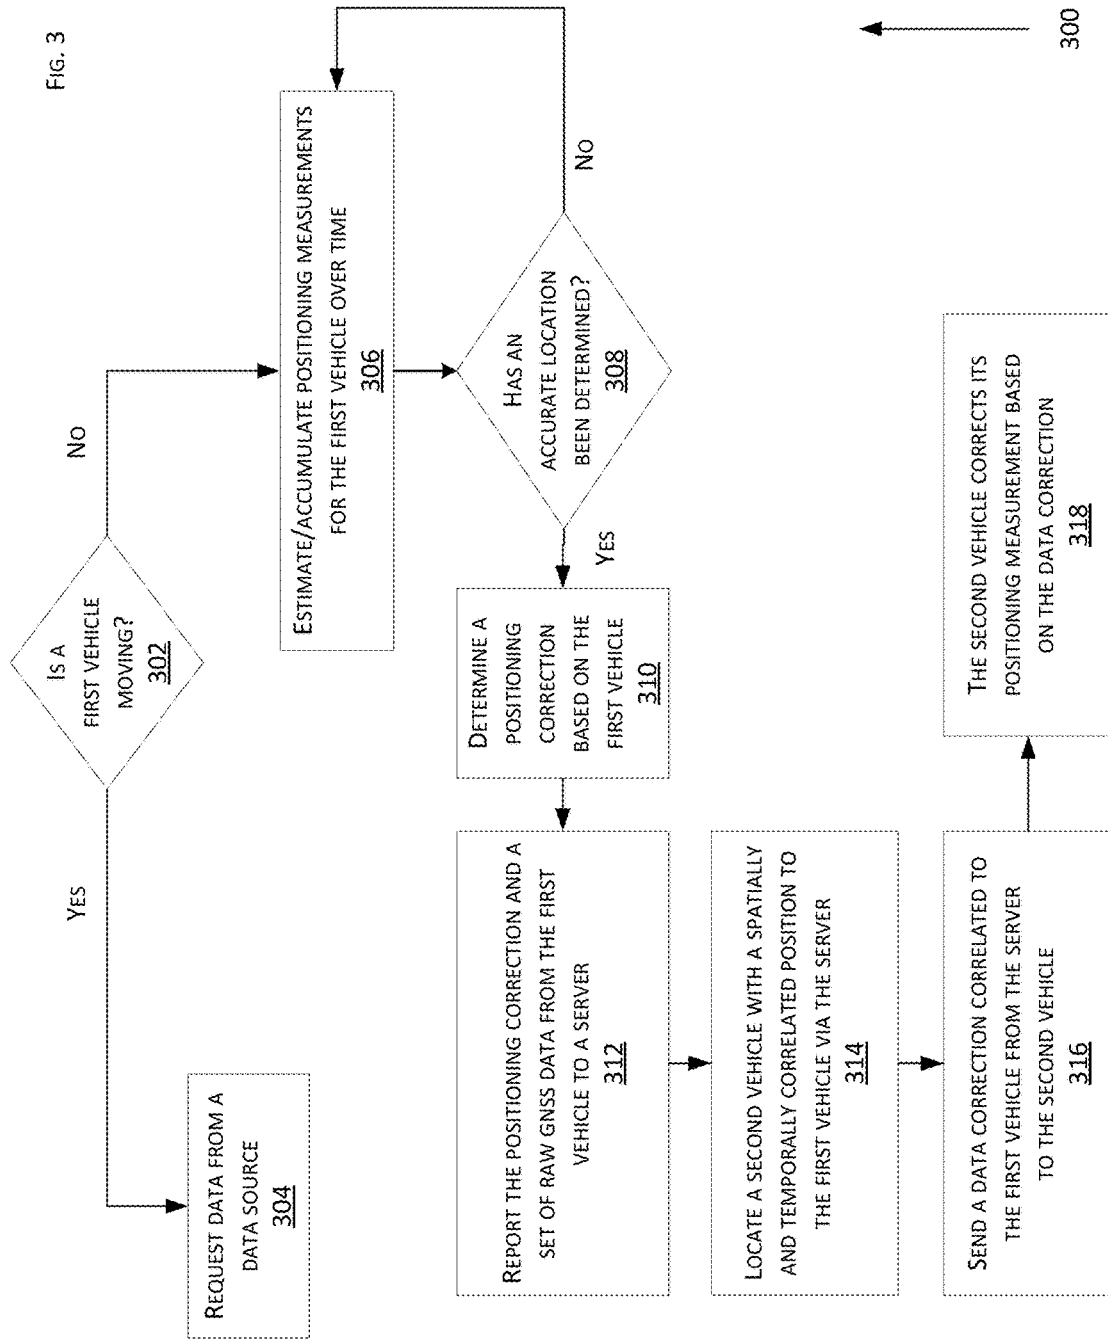 FIG. 3
IS A
FIRST VEHICLE
MOVING?
302
YES
NO
REQUEST DATA FROM A
DATA SOURCE
304
ESTIMATE/ACCUMULATE POSITIONING MEASUREMENTS
FOR THE FIRST VEHICLE OVER TIME
306
HAS AN
ACCURATE LOCATION
BEEN DETERMINED?
308
NO
YES
DETERMINE A
POSITIONING
CORRECTION
BASED ON THE
FIRST VEHICLE
310
REPORT THE POSITIONING CORRECTION AND A
SET OF RAW GNSS DATA FROM THE FIRST
VEHICLE TO A SERVER
312
LOCATE A SECOND VEHICLE WITH A SPATIALLY
AND TEMPORALLY CORRELATED POSITION TO
THE FIRST VEHICLE VIA THE SERVER
314
SEND A DATA CORRECTION CORRELATED TO
THE FIRST VEHICLE FROM THE SERVER
TO THE SECOND VEHICLE
316
THE SECOND VEHICLE CORRECTS ITS
POSITIONING MEASUREMENT BASED
ON THE DATA CORRECTION
318
300